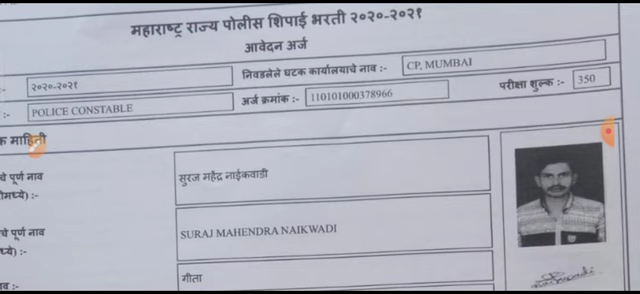 महाराष्ट्र राज्य पोलीस शिपाई भरती २०२०-२०२१
आवेदन अर्ज
:- २०२०-२०२१ निवडलेले घटक कार्यालयाचे नाव :- CP, MUMBAI
:- POLICE CONSTABLE अर्ज क्रमांक :- 110101000378966 परीक्षा शुल्क :- 350
क माहिती
चे पूर्ण नाव
मध्ये) :- सुरज महेंद्र नाईकवाडी
चे पूर्ण नाव SURAJ MAHENDRA NAIKWADI
ध्ये) :-
नाव :- गीता